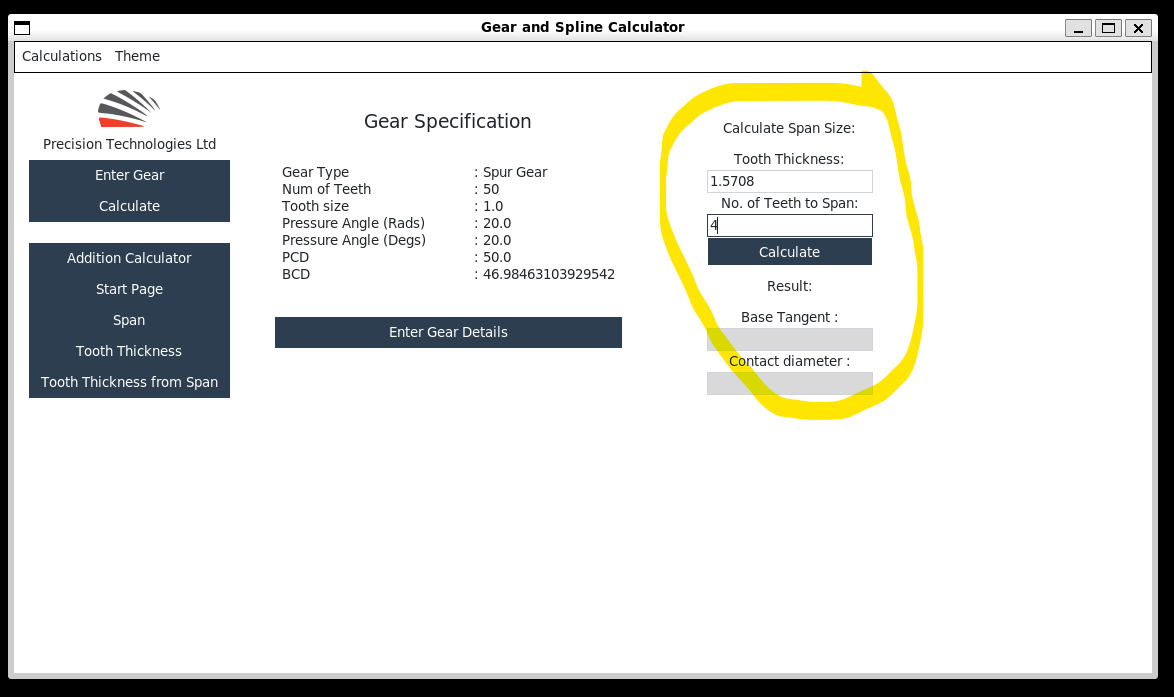 Gear and Spline Calculator
Calculations Theme
Precision Technologies Ltd
Enter Gear
Calculate
Addition Calculator
Start Page
Span
Tooth Thickness
Tooth Thickness from Span
Gear Specification
Gear Type : Spur Gear
Num of Teeth : 50
Tooth size : 1.0
Pressure Angle (Rads) : 20.0
Pressure Angle (Degs) : 20.0
PCD : 50.0
BCD : 46.98463103929542
Enter Gear Details
Calculate Span Size:
Tooth Thickness:
1.5708
No. of Teeth to Span:
4
Calculate
Result:
Base Tangent :
Contact diameter :